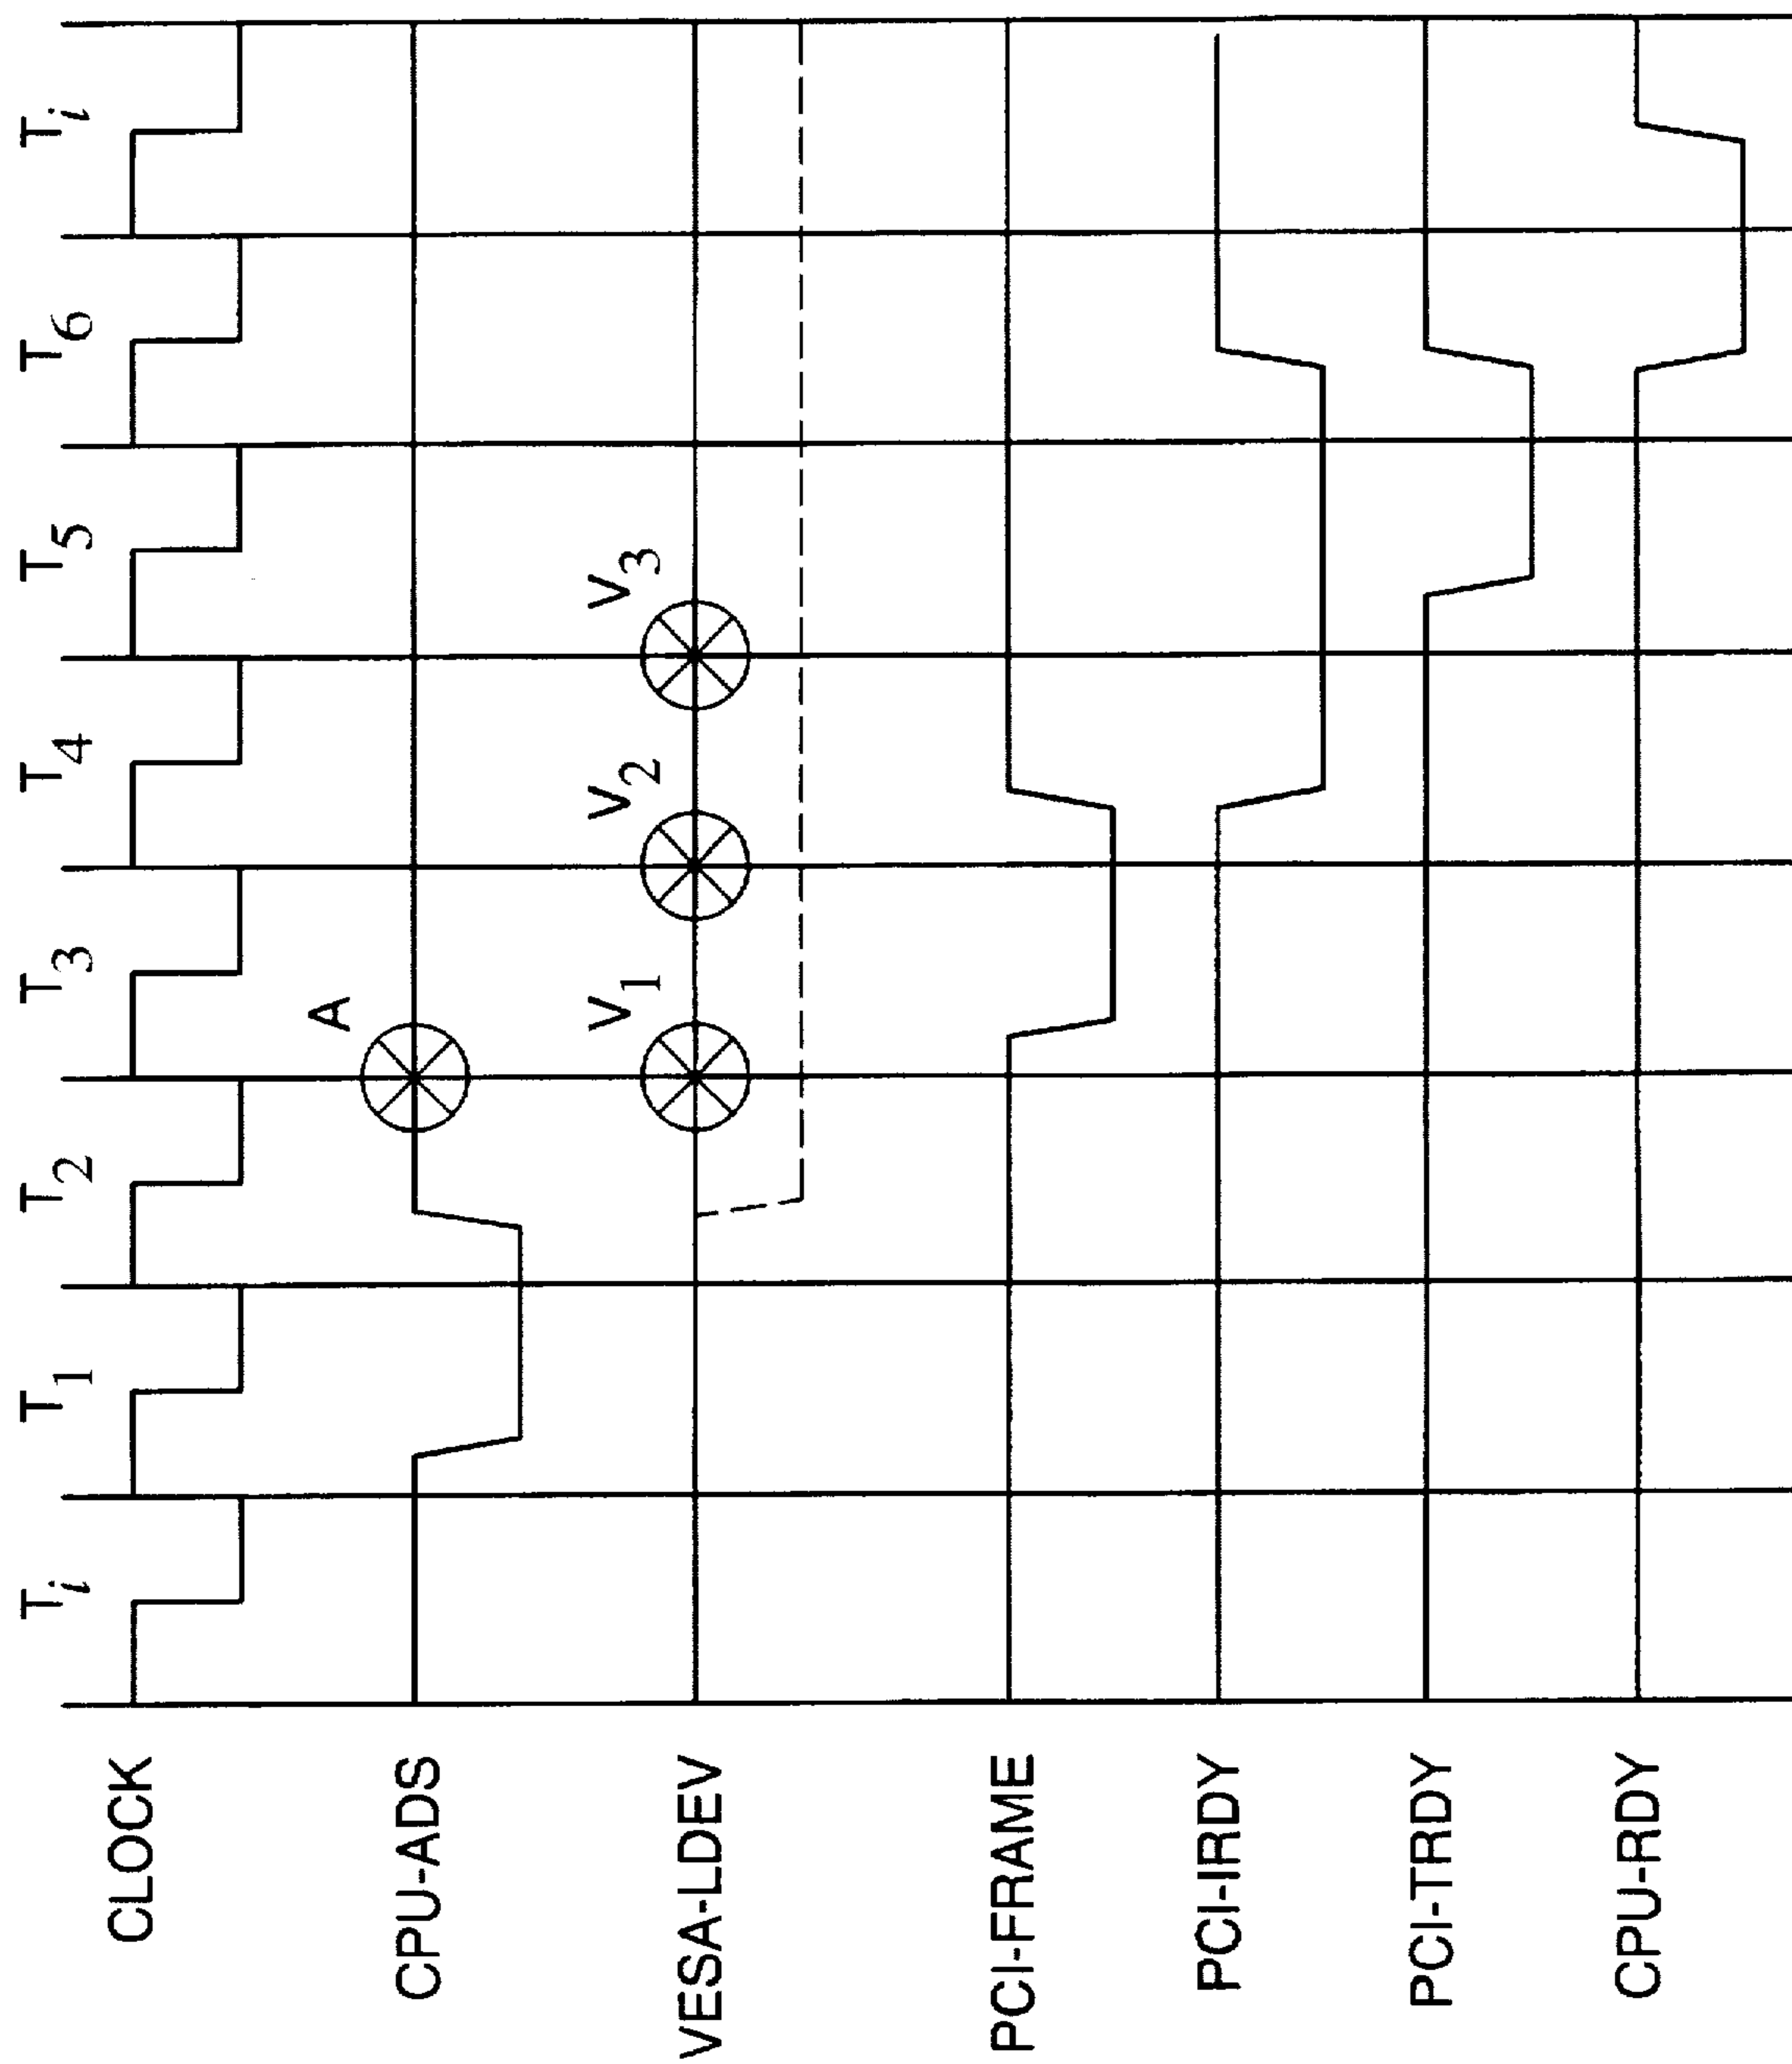 Ti T1 T2 T3 T4 T5 T6 Ti
CLOCK
A
CPU-ADS
V1 V2 V3
VESA-LDEV
PCI-FRAME
PCI-IRDY
PCI-TRDY
CPU-RDY